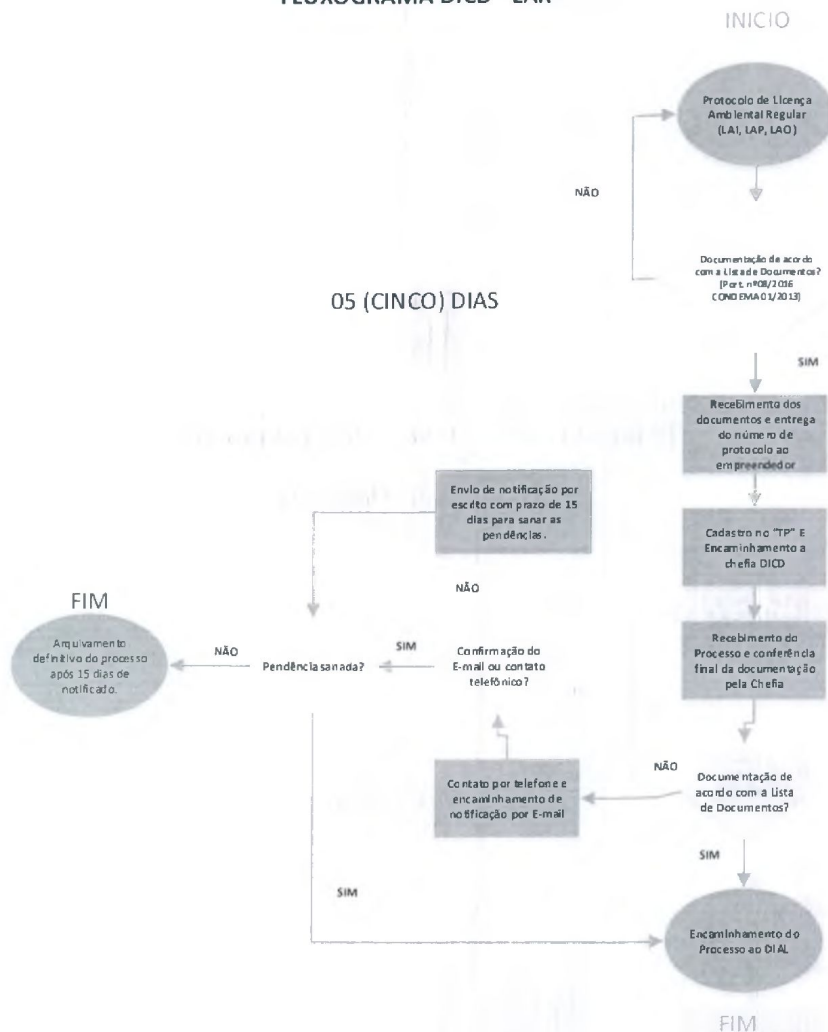 INICIO
Protocolo de Licença
Ambiental Regular
(LAI, LAP, LAO)
NÃO
Documentação de acordo
com a Lista de Documentos?
(Port. nº08/2016
CONDEMA 01/2013)
05 (CINCO) DIAS
SIM
Recebimento dos
documentos e entrega
do número de
protocolo ao
empreendedor
Envio de notificação por
escrito com prazo de 15
dias para sanar as
pendências.
Cadastro no "TP" E
Encaminhamento a
chefia DICD
NÃO
FIM
Arquivamento
definitivo do processo
após 15 dias de
notificado.
NÃO
Pendência sanada?
SIM
Confirmação do
E-mail ou contato
telefônico?
Recebimento do
Processo e conferência
final da documentação
pela Chefia
Contato por telefone e
encaminhamento de
notificação por E-mail
NÃO
Documentação de
acordo com a Lista
de Documentos?
SIM
SIM
Encaminhamento do
Processo ao DIAL
FIM